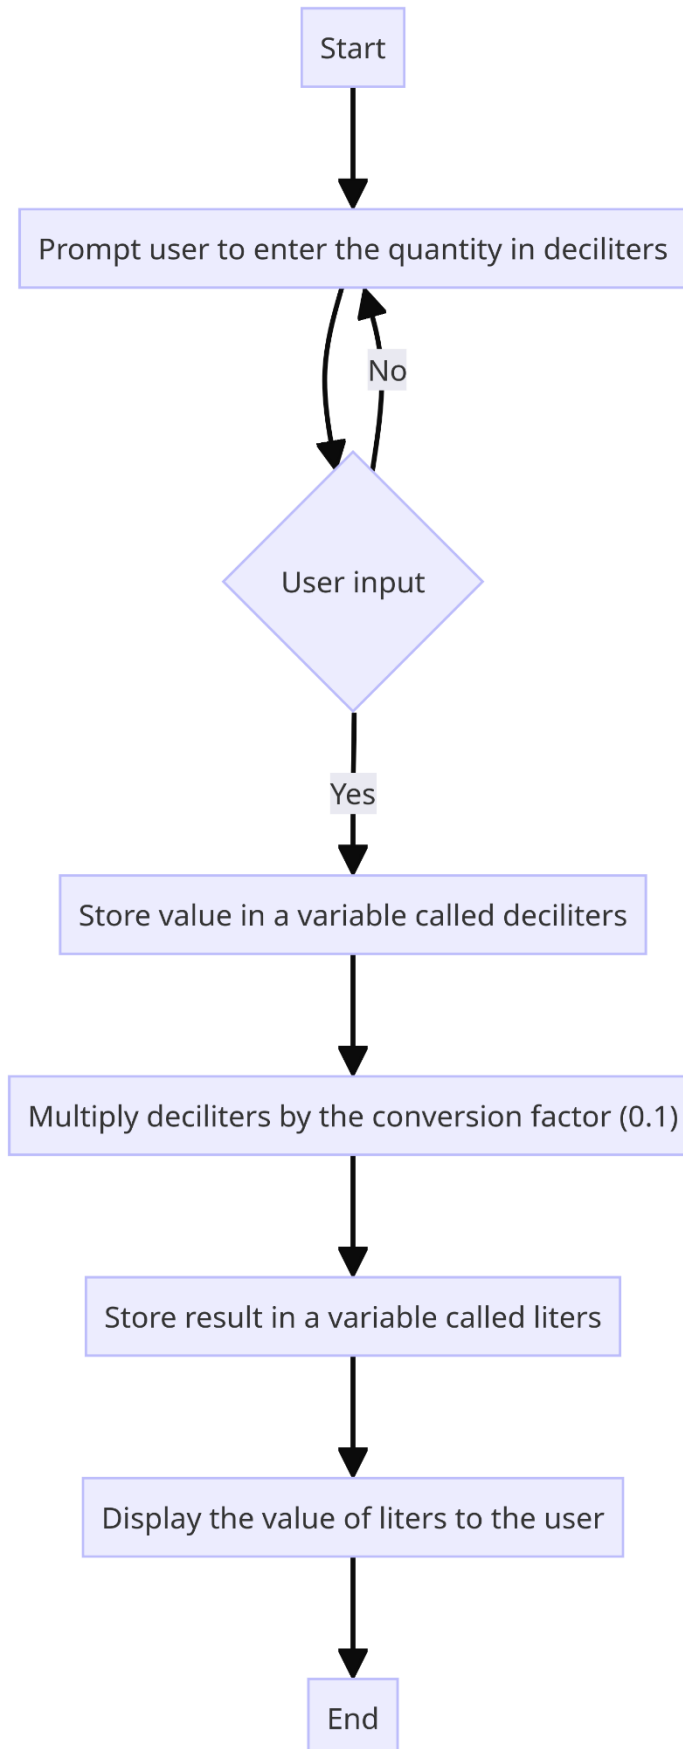 Start
Prompt user to enter the quantity in deciliters
No
User input
Yes
Store value in a variable called deciliters
Multiply deciliters by the conversion factor (0.1)
Store result in a variable called liters
Display the value of liters to the user
End